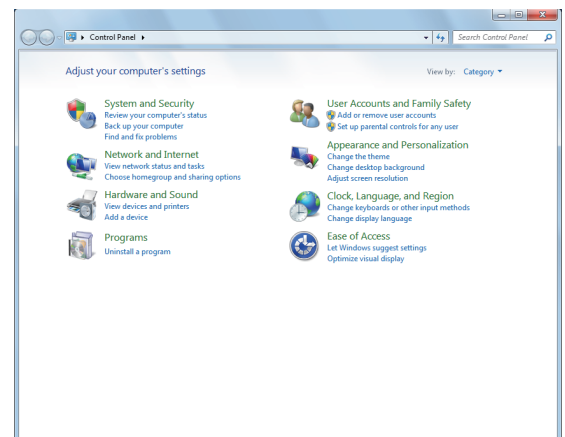 Control Panel
Search Control Panel
Adjust your computer's settings
View by: Category
System and Security
Review your computer's status
Back up your computer
Find and fix problems
Network and Internet
View network status and tasks
Choose homegroup and sharing options
Hardware and Sound
View devices and printers
Add a device
Programs
Uninstall a program
User Accounts and Family Safety
Add or remove user accounts
Set up parental controls for any user
Appearance and Personalization
Change the theme
Change desktop background
Adjust screen resolution
Clock, Language, and Region
Change keyboards or other input methods
Change display language
Ease of Access
Let Windows suggest settings
Optimize visual display